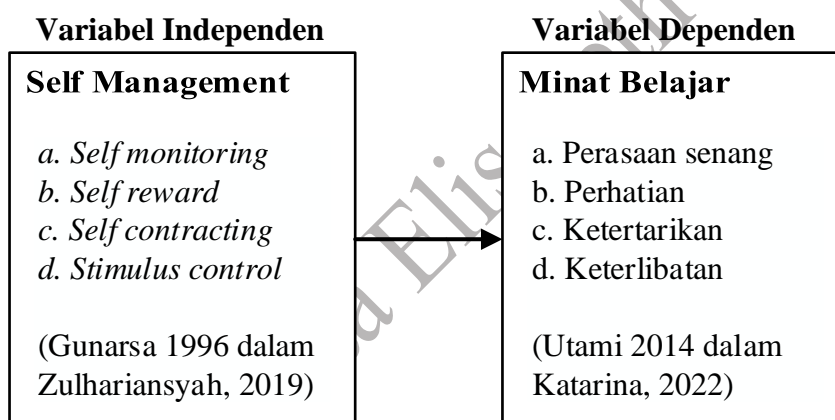 Variabel Independen
Self Management
a. Self monitoring
b. Self reward
c. Self contracting
d. Stimulus control
(Gunarsa 1996 dalam
Zulhariansyah, 2019)
Variabel Dependen
Minat Belajar
a. Perasaan senang
b. Perhatian
c. Ketertarikan
d. Keterlibatan
(Utami 2014 dalam
Katarina, 2022)